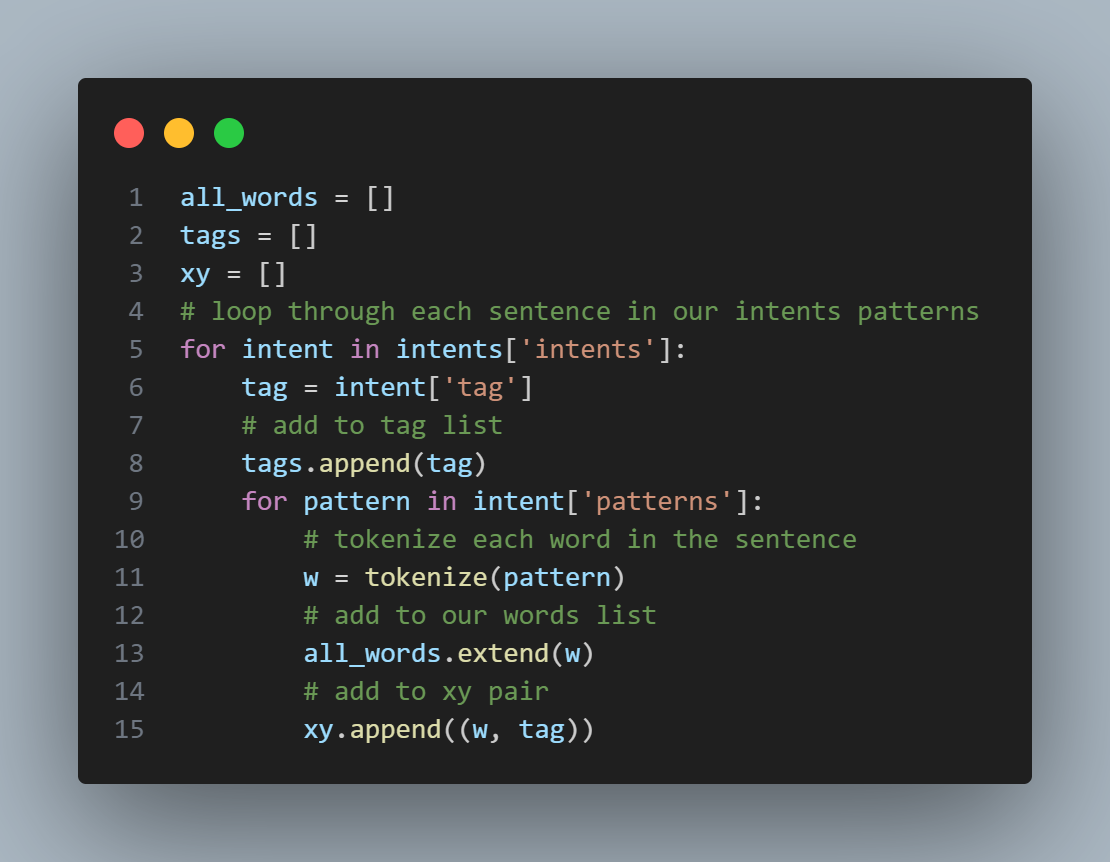 1 all_words = []
2 tags = []
3 xy = []
4 # loop through each sentence in our intents patterns
5 for intent in intents['intents']:
6     tag = intent['tag']
7     # add to tag list
8     tags.append(tag)
9     for pattern in intent['patterns']:
10         # tokenize each word in the sentence
11         w = tokenize(pattern)
12         # add to our words list
13         all_words.extend(w)
14         # add to xy pair
15         xy.append((w, tag))